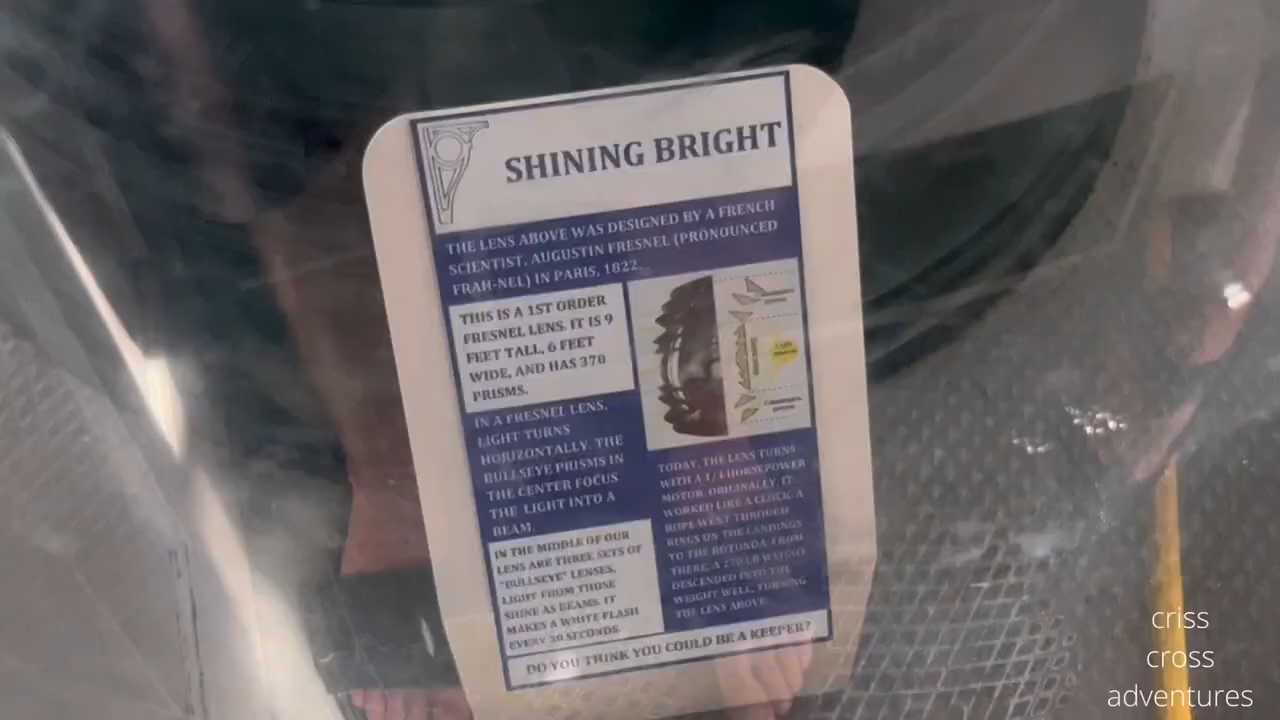 SHINING BRIGHT
THE LENS ABOVE WAS DESIGNED BY A FRENCH
SCIENTIST, AUGUSTIN FRESNEL (PRONOUNCED
FRAH-NEL) IN PARIS, 1822.
THIS IS A 1ST ORDER
FRESNEL LENS. IT IS 9
FEET TALL, 6 FEET
WIDE, AND HAS 370
PRISMS.
IN A FRESNEL LENS,
LIGHT TURNS
HORIZONTALLY. THE
BULLSEYE PRISMS IN
THE CENTER FOCUS
THE LIGHT INTO A
BEAM.
IN THE MIDDLE OF OUR
LENS ARE THREE SETS OF
"BULLSEYE" LENSES.
LIGHT FROM THOSE
SHINE AS BEAMS. IT
MAKES A WHITE FLASH
EVERY 20 SECONDS.
TODAY, THE LENS TURNS
WITH A 1/4 HORSEPOWER
MOTOR. ORIGINALLY, IT
WORKED LIKE A CLOCK. A
ROPE WENT THROUGH
RINGS ON THE LANDINGS
TO THE ROTUNDA. FROM
THERE, A 270 LB WEIGHT
DESCENDED INTO THE
WEIGHT WELL, TURNING
THE LENS ABOVE.
DO YOU THINK YOU COULD BE A KEEPER?
criss
cross
adventures